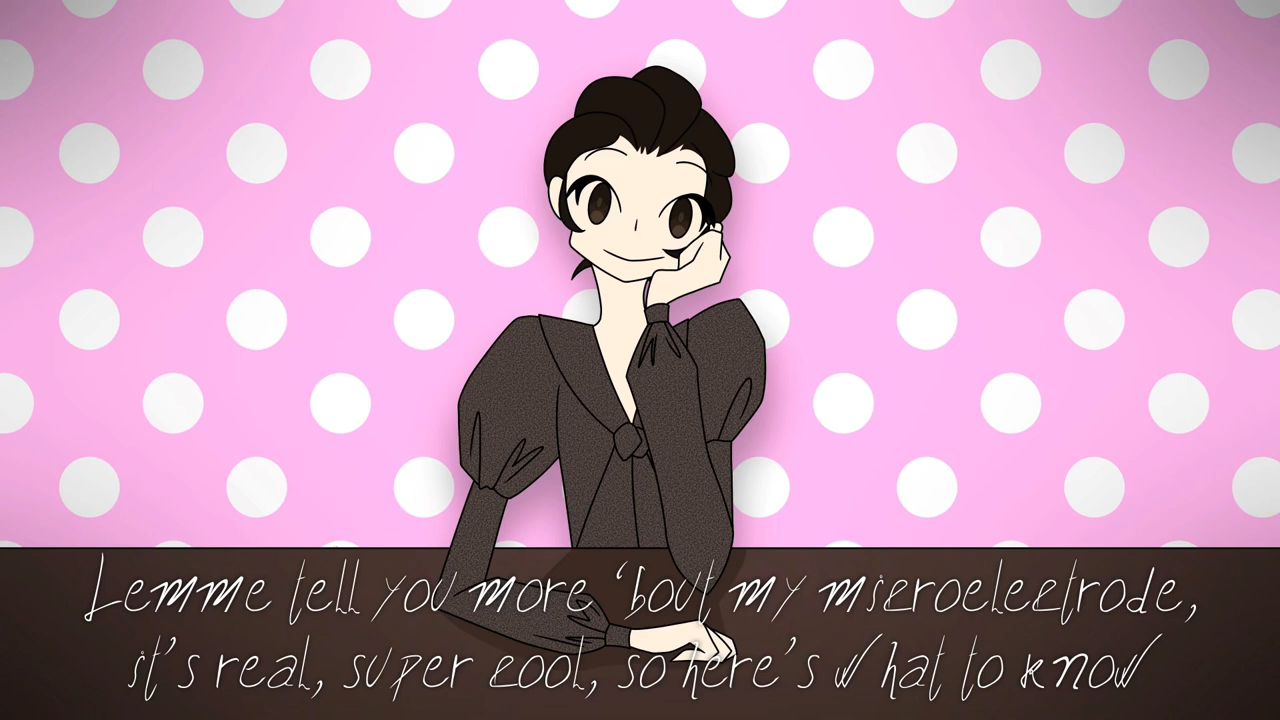 Lemme tell you more ‘bout my microelectrode,
it’s real, super cool, so here’s what to know